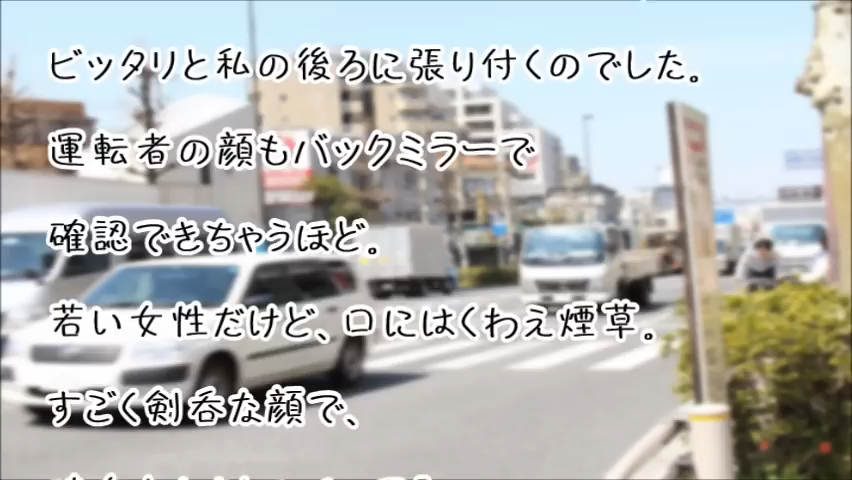 ビッタリと私の後ろに張り付くのでした。
運転者の顔もバックミラーで
確認できちゃうほど。
若い女性だけど、口にはくわえ煙草。
すごく剣呑な顔で、